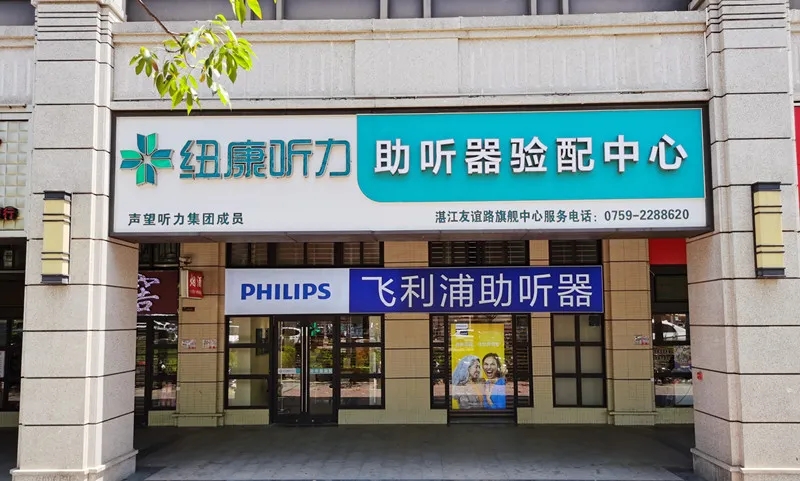 纽康听力 助听器验配中心
声望听力集团成员 湛江友谊路旗舰中心服务电话：0759-2288620
PHILIPS 飞利浦助听器